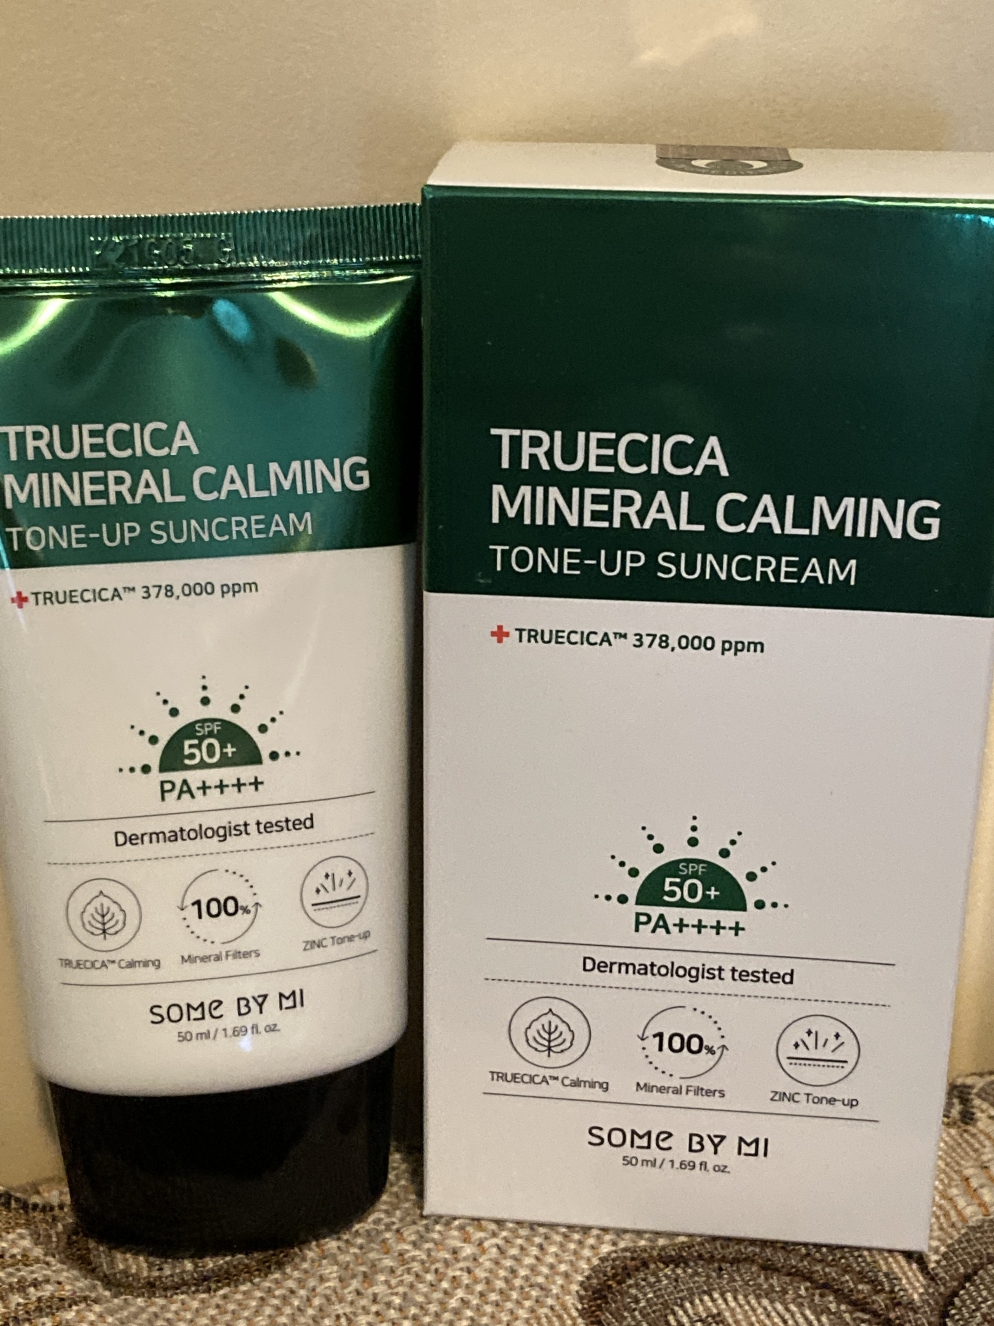 TRUECICA
MINERAL CALMING
TONE-UP SUNCREAM
TRUECICA™ 378,000 ppm
SPF
50+
PA++++
Dermatologist tested
100%
TRUECICA™ Calming
Mineral Filters
ZINC Tone-up
SOME BY MI
50 ml / 1.69 fl. oz.
TRUECICA
MINERAL CALMING
TONE-UP SUNCREAM
TRUECICA™ 378,000 ppm
SPF
50+
PA++++
Dermatologist tested
100%
TRUECICA™ Calming
Mineral Filters
ZINC Tone-up
SOME BY MI
50 ml / 1.69 fl. oz.